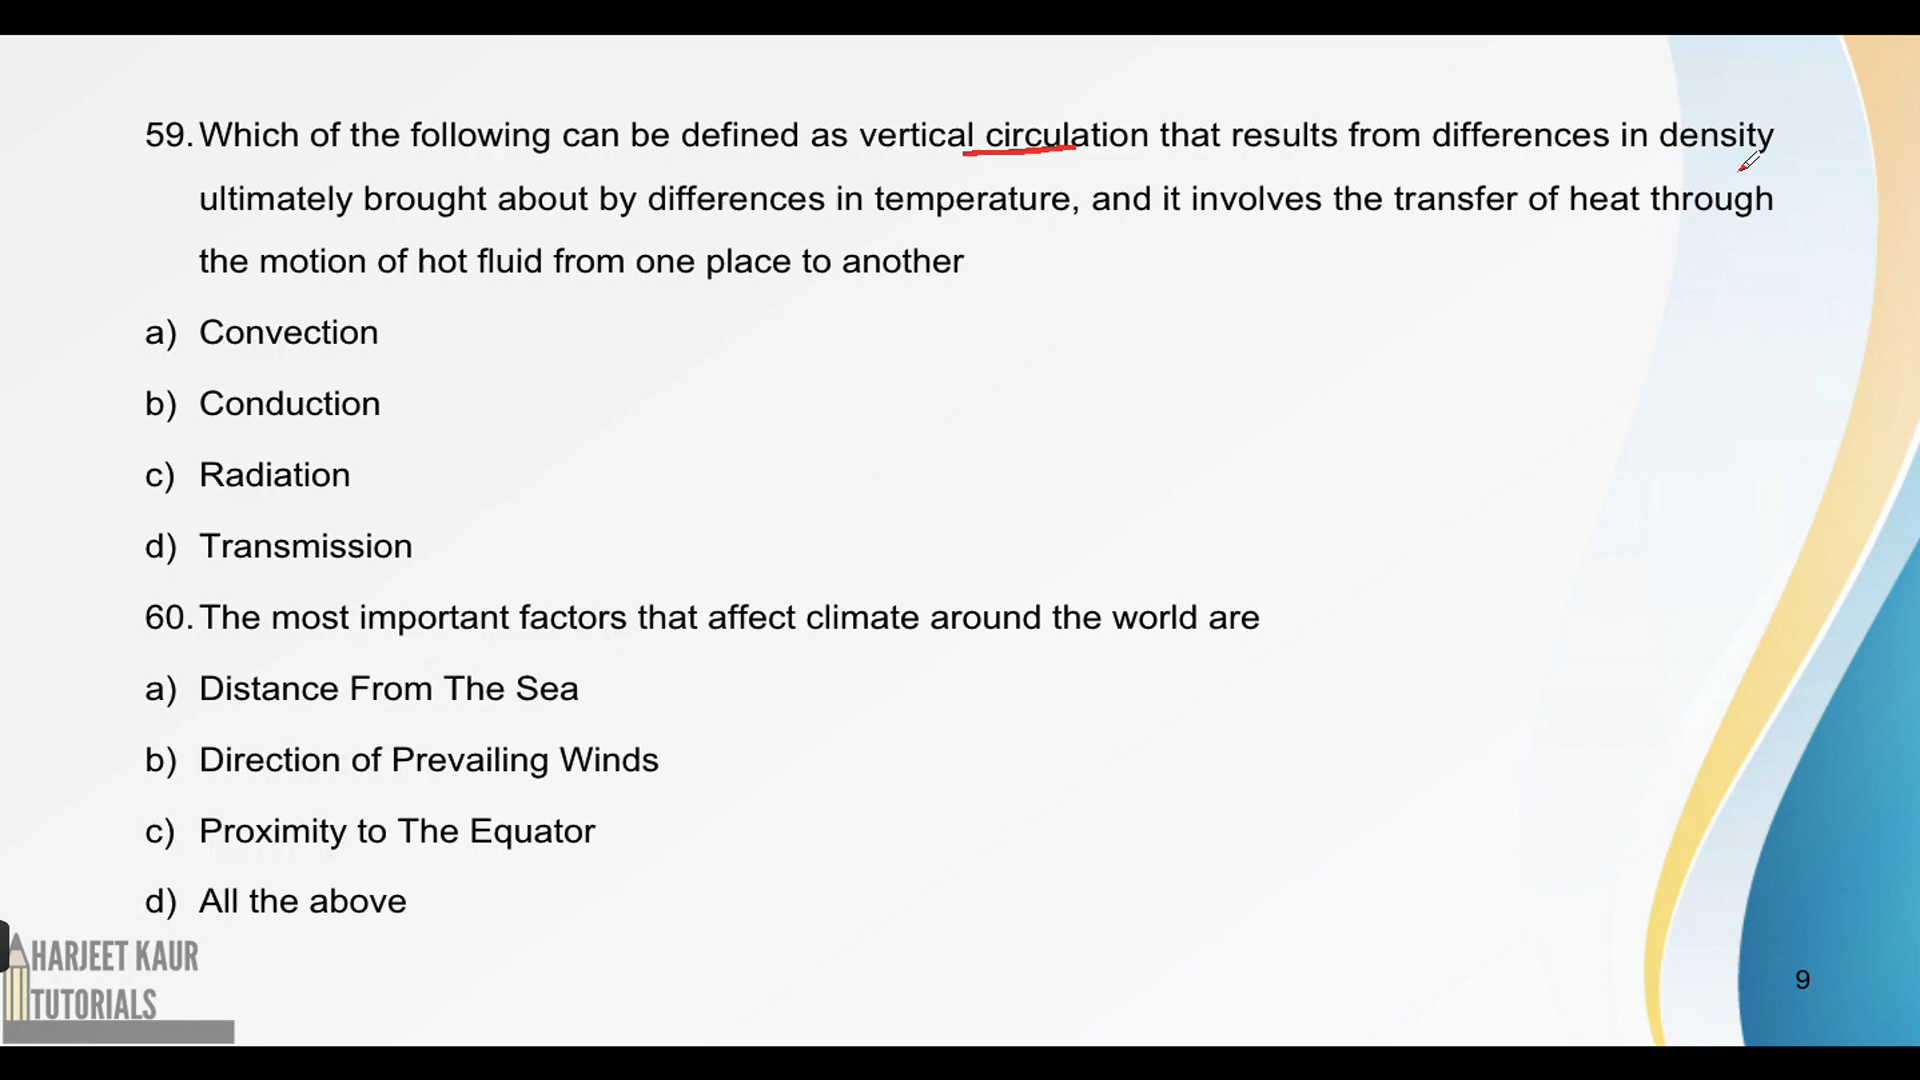 59. Which of the following can be defined as vertical circulation that results from differences in density
ultimately brought about by differences in temperature, and it involves the transfer of heat through
the motion of hot fluid from one place to another
a) Convection
b) Conduction
c) Radiation
d) Transmission
60. The most important factors that affect climate around the world are
a) Distance From The Sea
b) Direction of Prevailing Winds
c) Proximity to The Equator
d) All the above
HARJEET KAUR
TUTORIALS
9